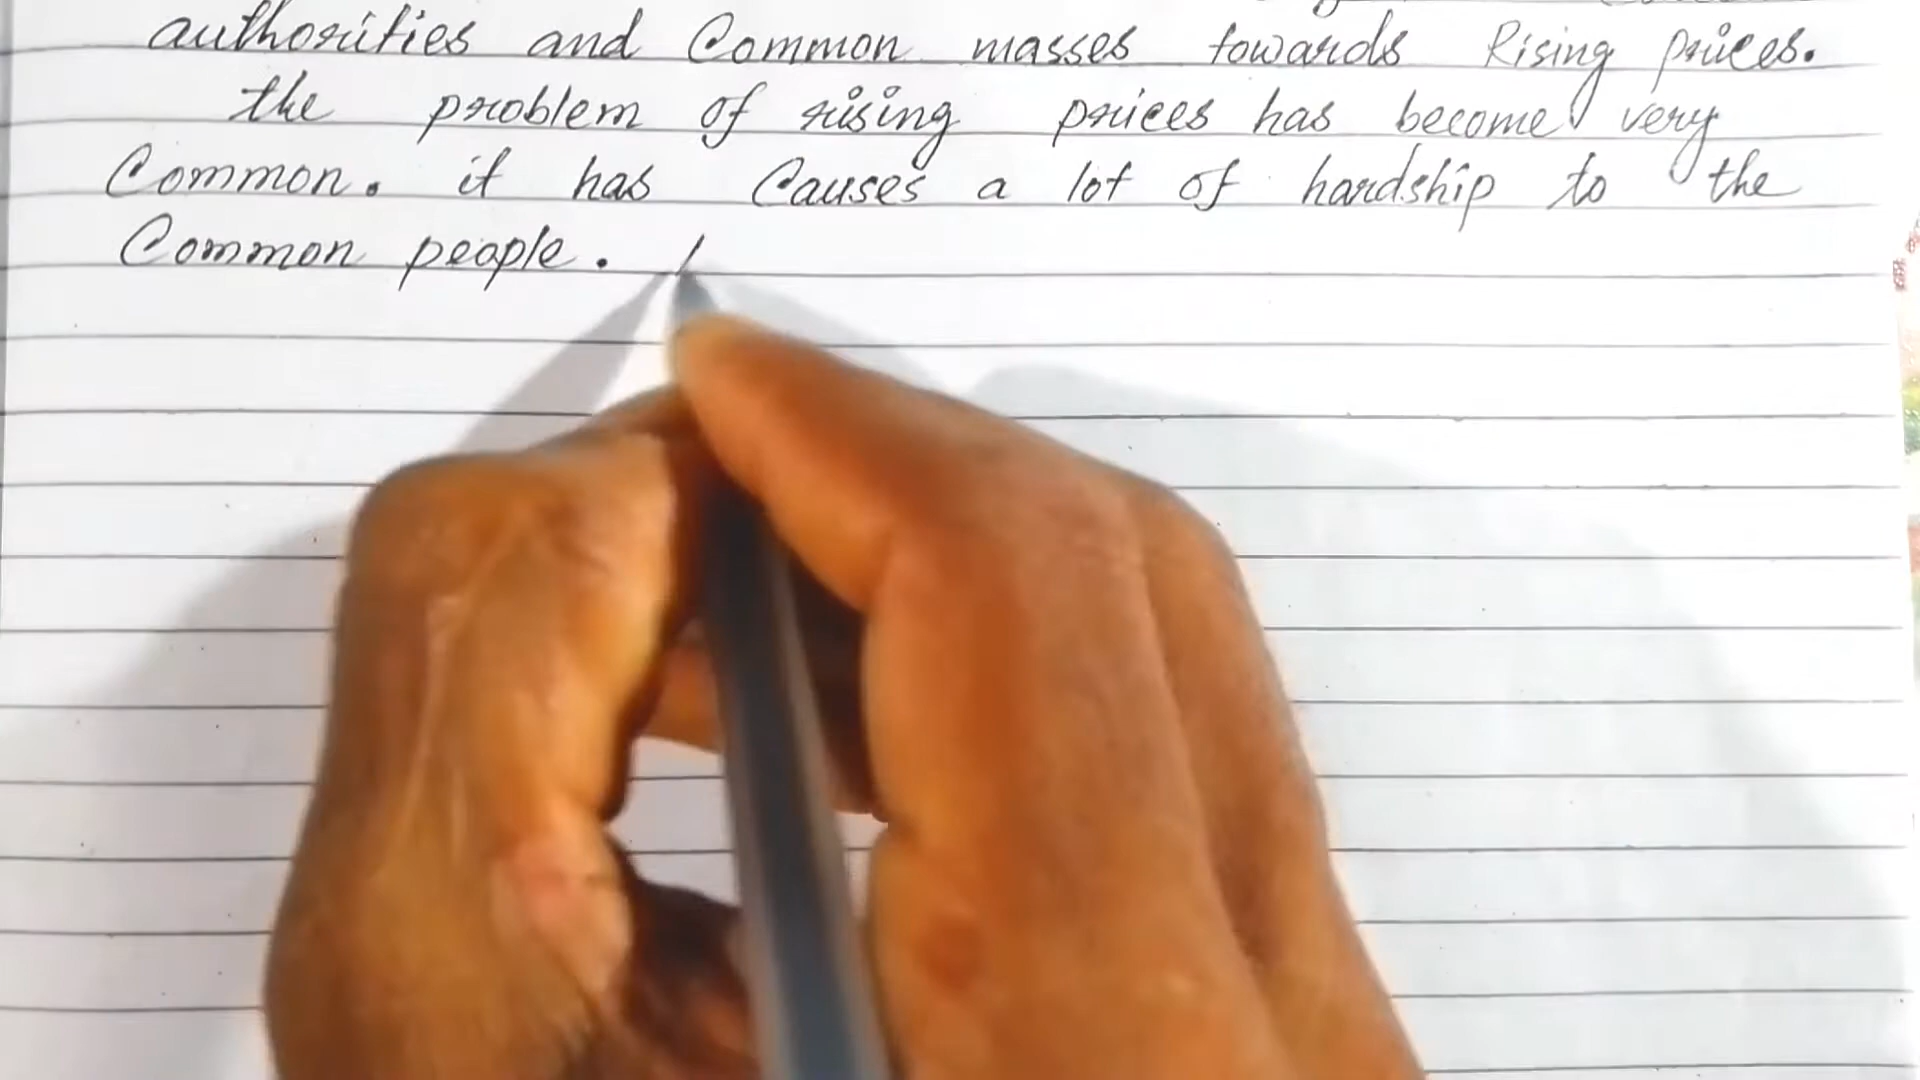 authorities and Common masses towards Rising prices.
the problem of rising prices has become very
Common. it has Causes a lot of hardship to the
Common people.